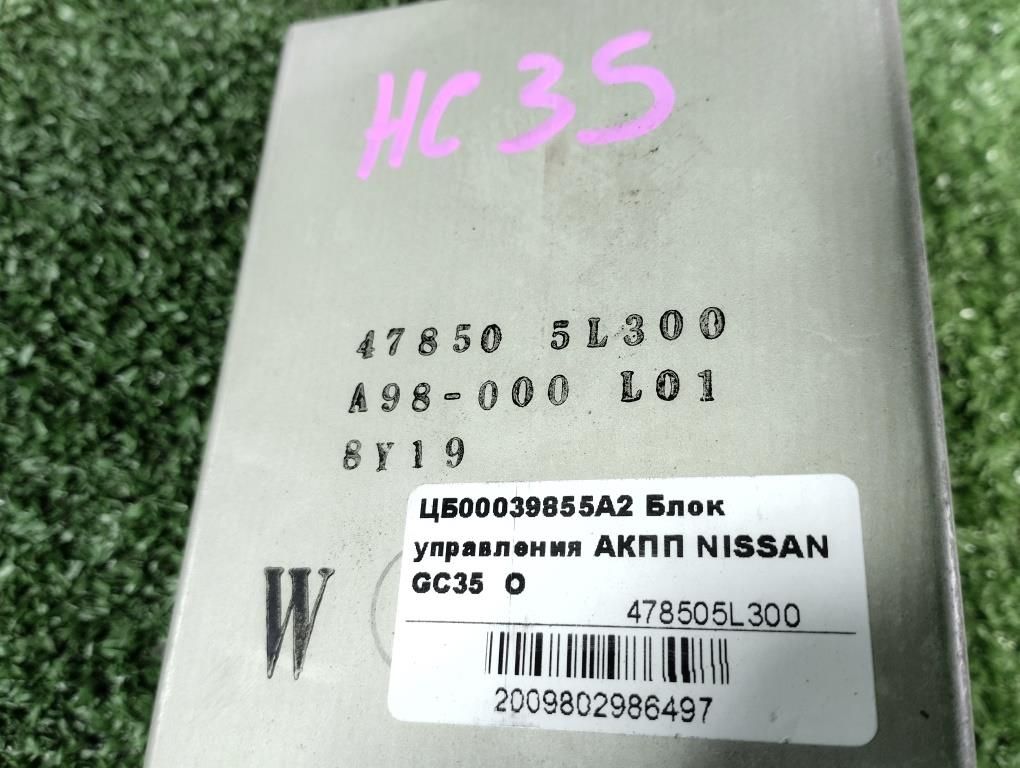 HC35
47850 5L300
A98-000 L01
8Y19
W
ЦБ00039855А2 Блок
управления АКПП NISSAN
GC35 O
478505L300
2009802986497